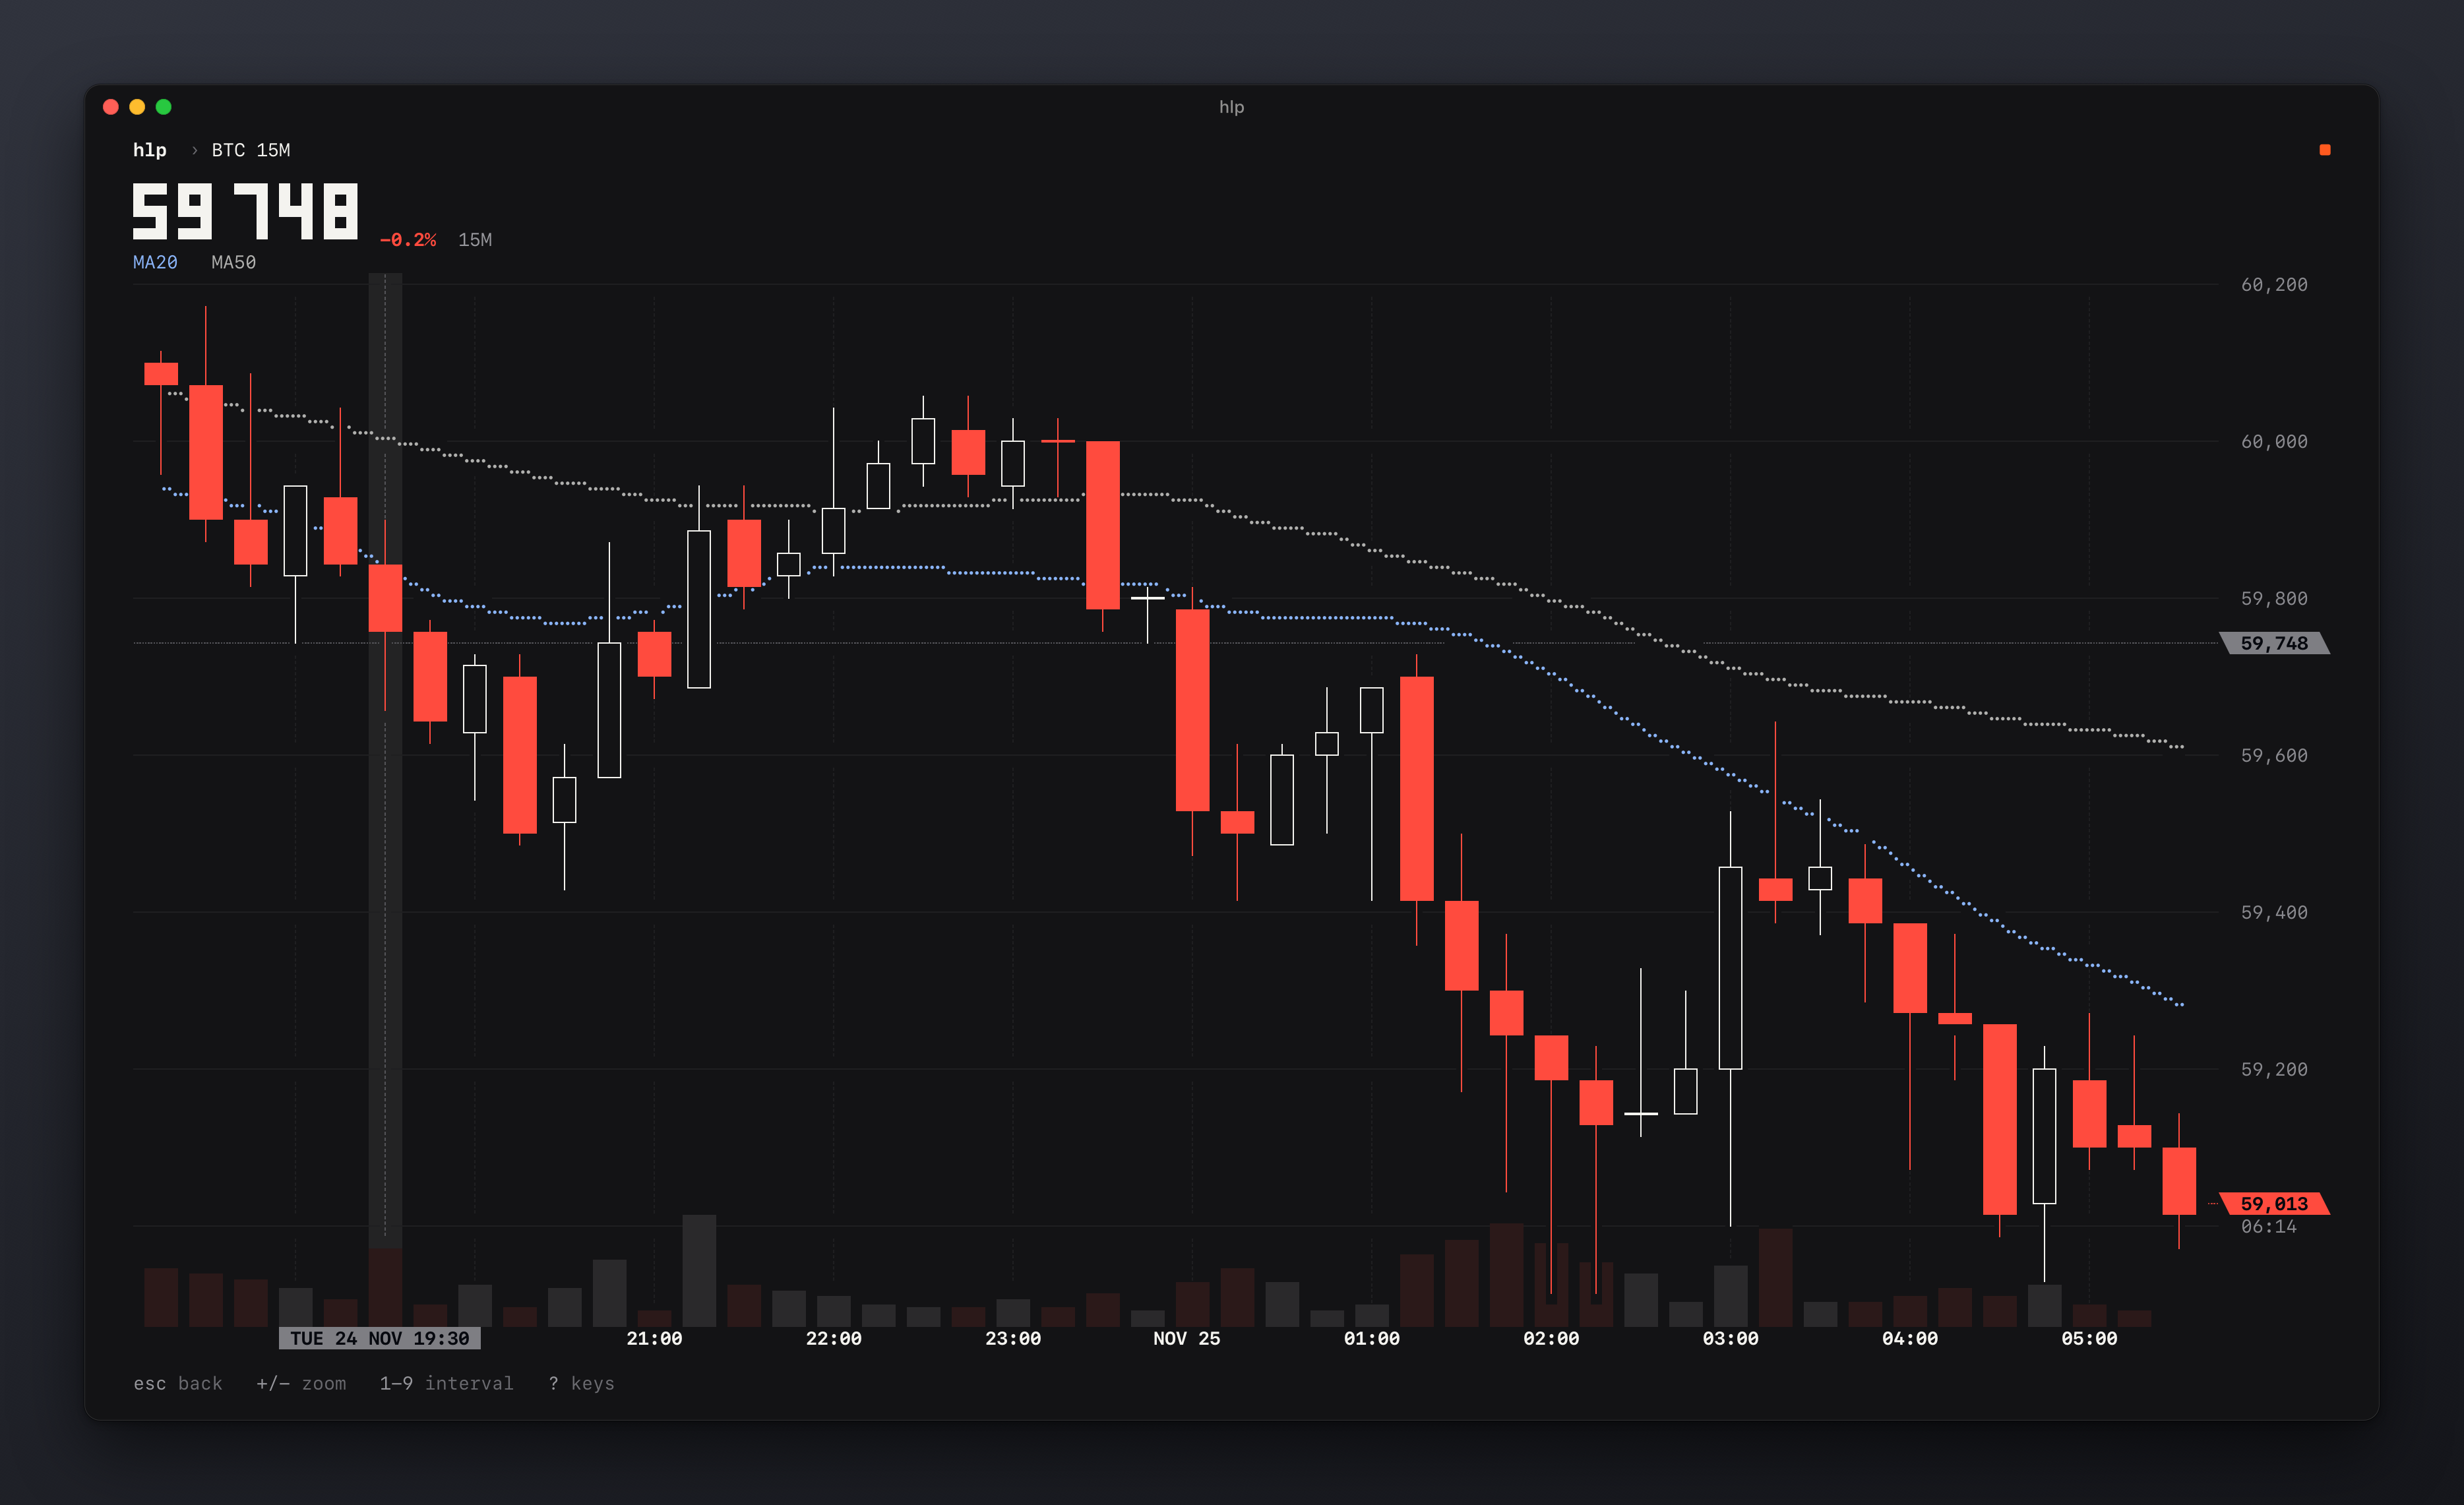 hlp
hlp › BTC 15M
59 748 −0.2% 15M
MA20 MA50
60,200
60,000
59,800
59,748
59,600
59,400
59,200
59,013
06:14
TUE 24 NOV 19:30 21:00 22:00 23:00 NOV 25 01:00 02:00 03:00 04:00 05:00
esc back +/− zoom 1–9 interval ? keys